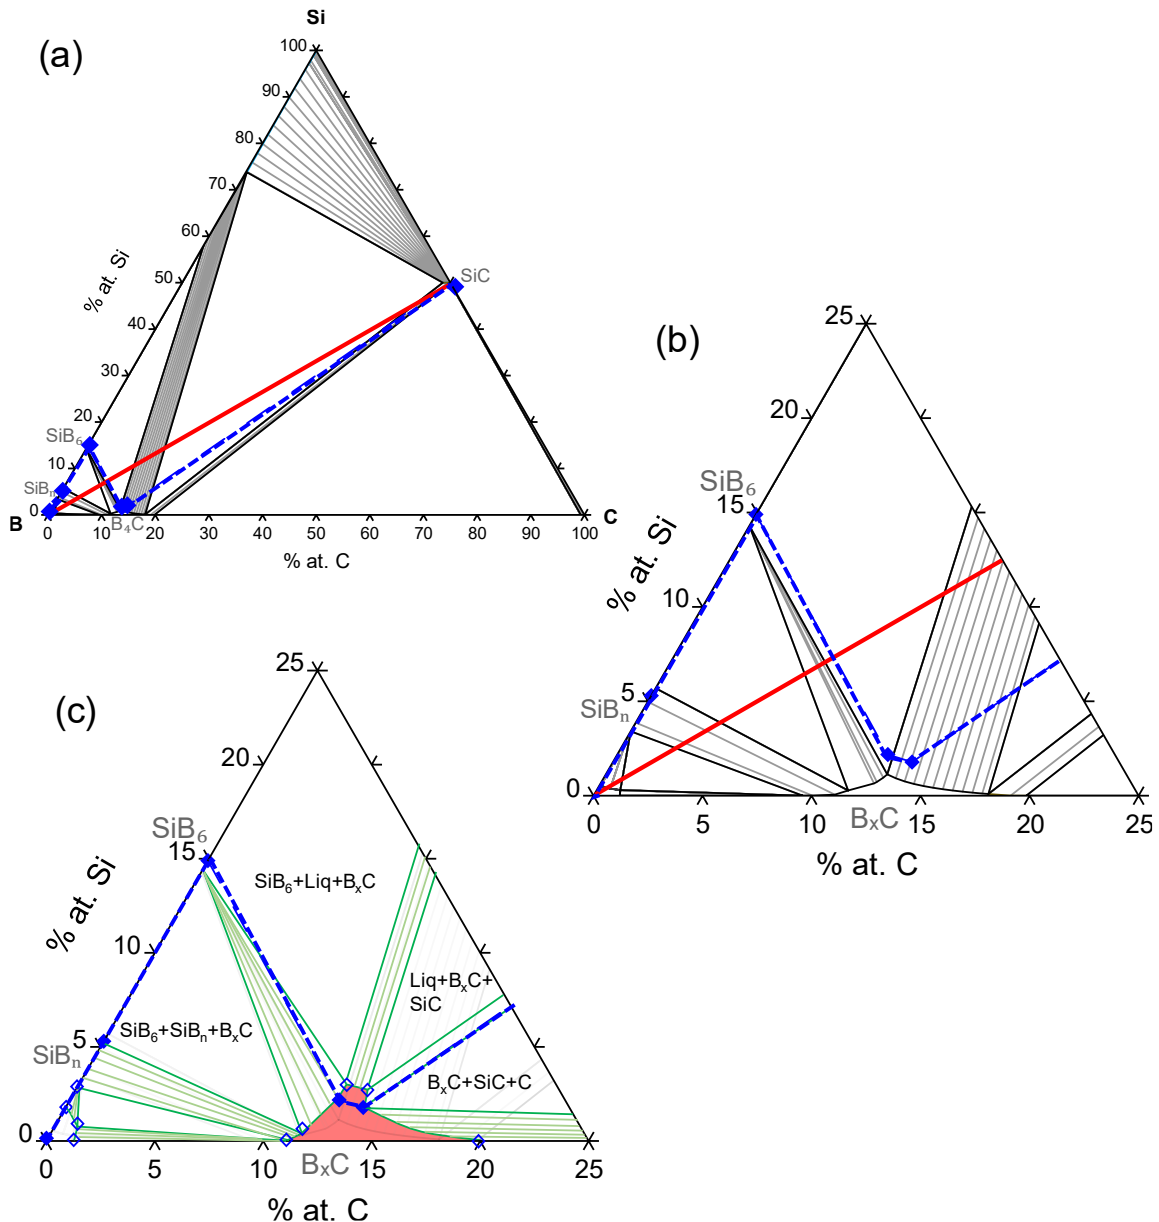 (a)
Si
100
90
80
70
60
50
40
30
20
10
0
% at. Si
SiC
SiB6
SiBn
B
B4C
C
0 10 20 30 40 50 60 70 80 90 100
% at. C
(b)
25
20
15
10
5
0
SiB6
% at. Si
SiBn
BxC
0 5 10 15 20 25
% at. C
(c)
25
20
15
10
5
0
SiB6
% at. Si
SiBn
SiB6+Liq+BxC
Liq+BxC+
SiC
SiB6+SiBn+BxC
BxC+SiC+C
BxC
0 5 10 15 20 25
% at. C